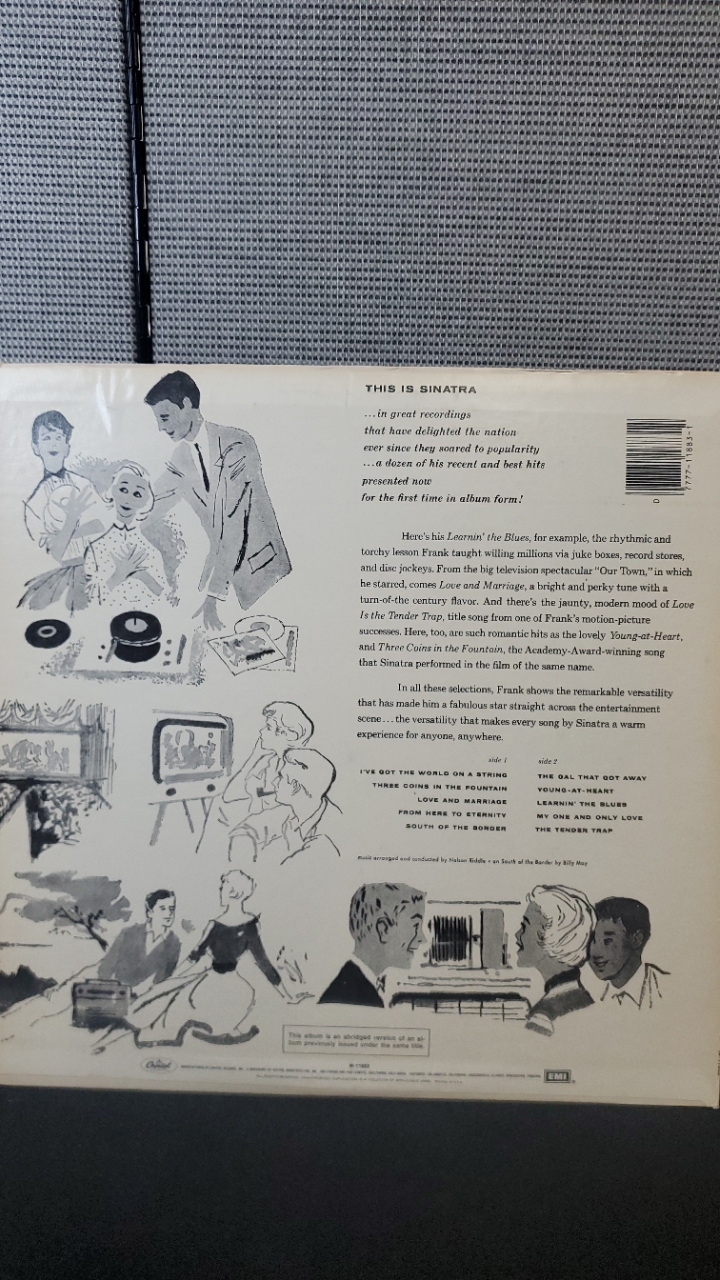 THIS IS SINATRA
...in great recordings
that have delighted the nation
ever since they soared to popularity
...a dozen of his recent and best hits
presented now
for the first time in album form!
7777-11883-1
0
Here's his Learnin' the Blues, for example, the rhythmic and
torchy lesson Frank taught willing millions via juke boxes, record stores,
and disc jockeys. From the big television spectacular "Our Town," in which
he starred, comes Love and Marriage, a bright and perky tune with a
turn-of-the century flavor. And there's the jaunty, modern mood of Love
Is the Tender Trap, title song from one of Frank's motion-picture
successes. Here, too, are such romantic hits as the lovely Young-at-Heart,
and Three Coins in the Fountain, the Academy-Award-winning song
that Sinatra performed in the film of the same name.
In all these selections, Frank shows the remarkable versatility
that has made him a fabulous star straight across the entertainment
scene...the versatility that makes every song by Sinatra a warm
experience for anyone, anywhere.
side 1
I'VE GOT THE WORLD ON A STRING
THREE COINS IN THE FOUNTAIN
LOVE AND MARRIAGE
FROM HERE TO ETERNITY
SOUTH OF THE BORDER
side 2
THE GAL THAT GOT AWAY
YOUNG-AT-HEART
LEARNIN' THE BLUES
MY ONE AND ONLY LOVE
THE TENDER TRAP
Music arranged and conducted by Nelson Riddle • on South of the Border by Billy May
This album is an abridged version of an al-
bum previously issued under the same title.
Capitol
EMI